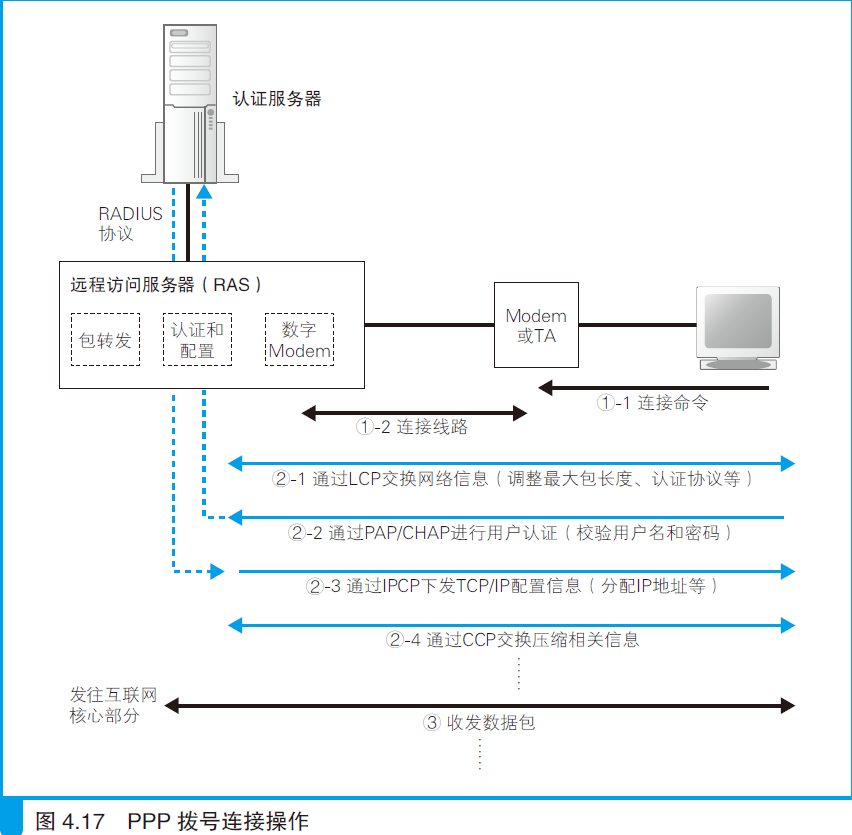 认证服务器
RADIUS
协议
远程访问服务器（RAS）
包转发
认证和
配置
数字
Modem
Modem
或TA
①-1 连接命令
①-2 连接线路
②-1 通过LCP交换网络信息（调整最大包长度、认证协议等）
②-2 通过PAP/CHAP进行用户认证（校验用户名和密码）
②-3 通过IPCP下发TCP/IP配置信息（分配IP地址等）
②-4 通过CCP交换压缩相关信息
发往互联网
核心部分
③ 收发数据包
图 4.17 PPP 拨号连接操作